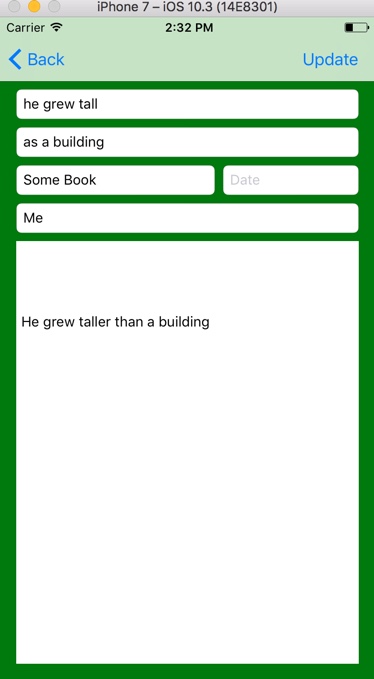 iPhone 7 – iOS 10.3 (14E8301)
Carrier 2:32 PM
Back Update
he grew tall
as a building
Some Book Date
Me
He grew taller than a building